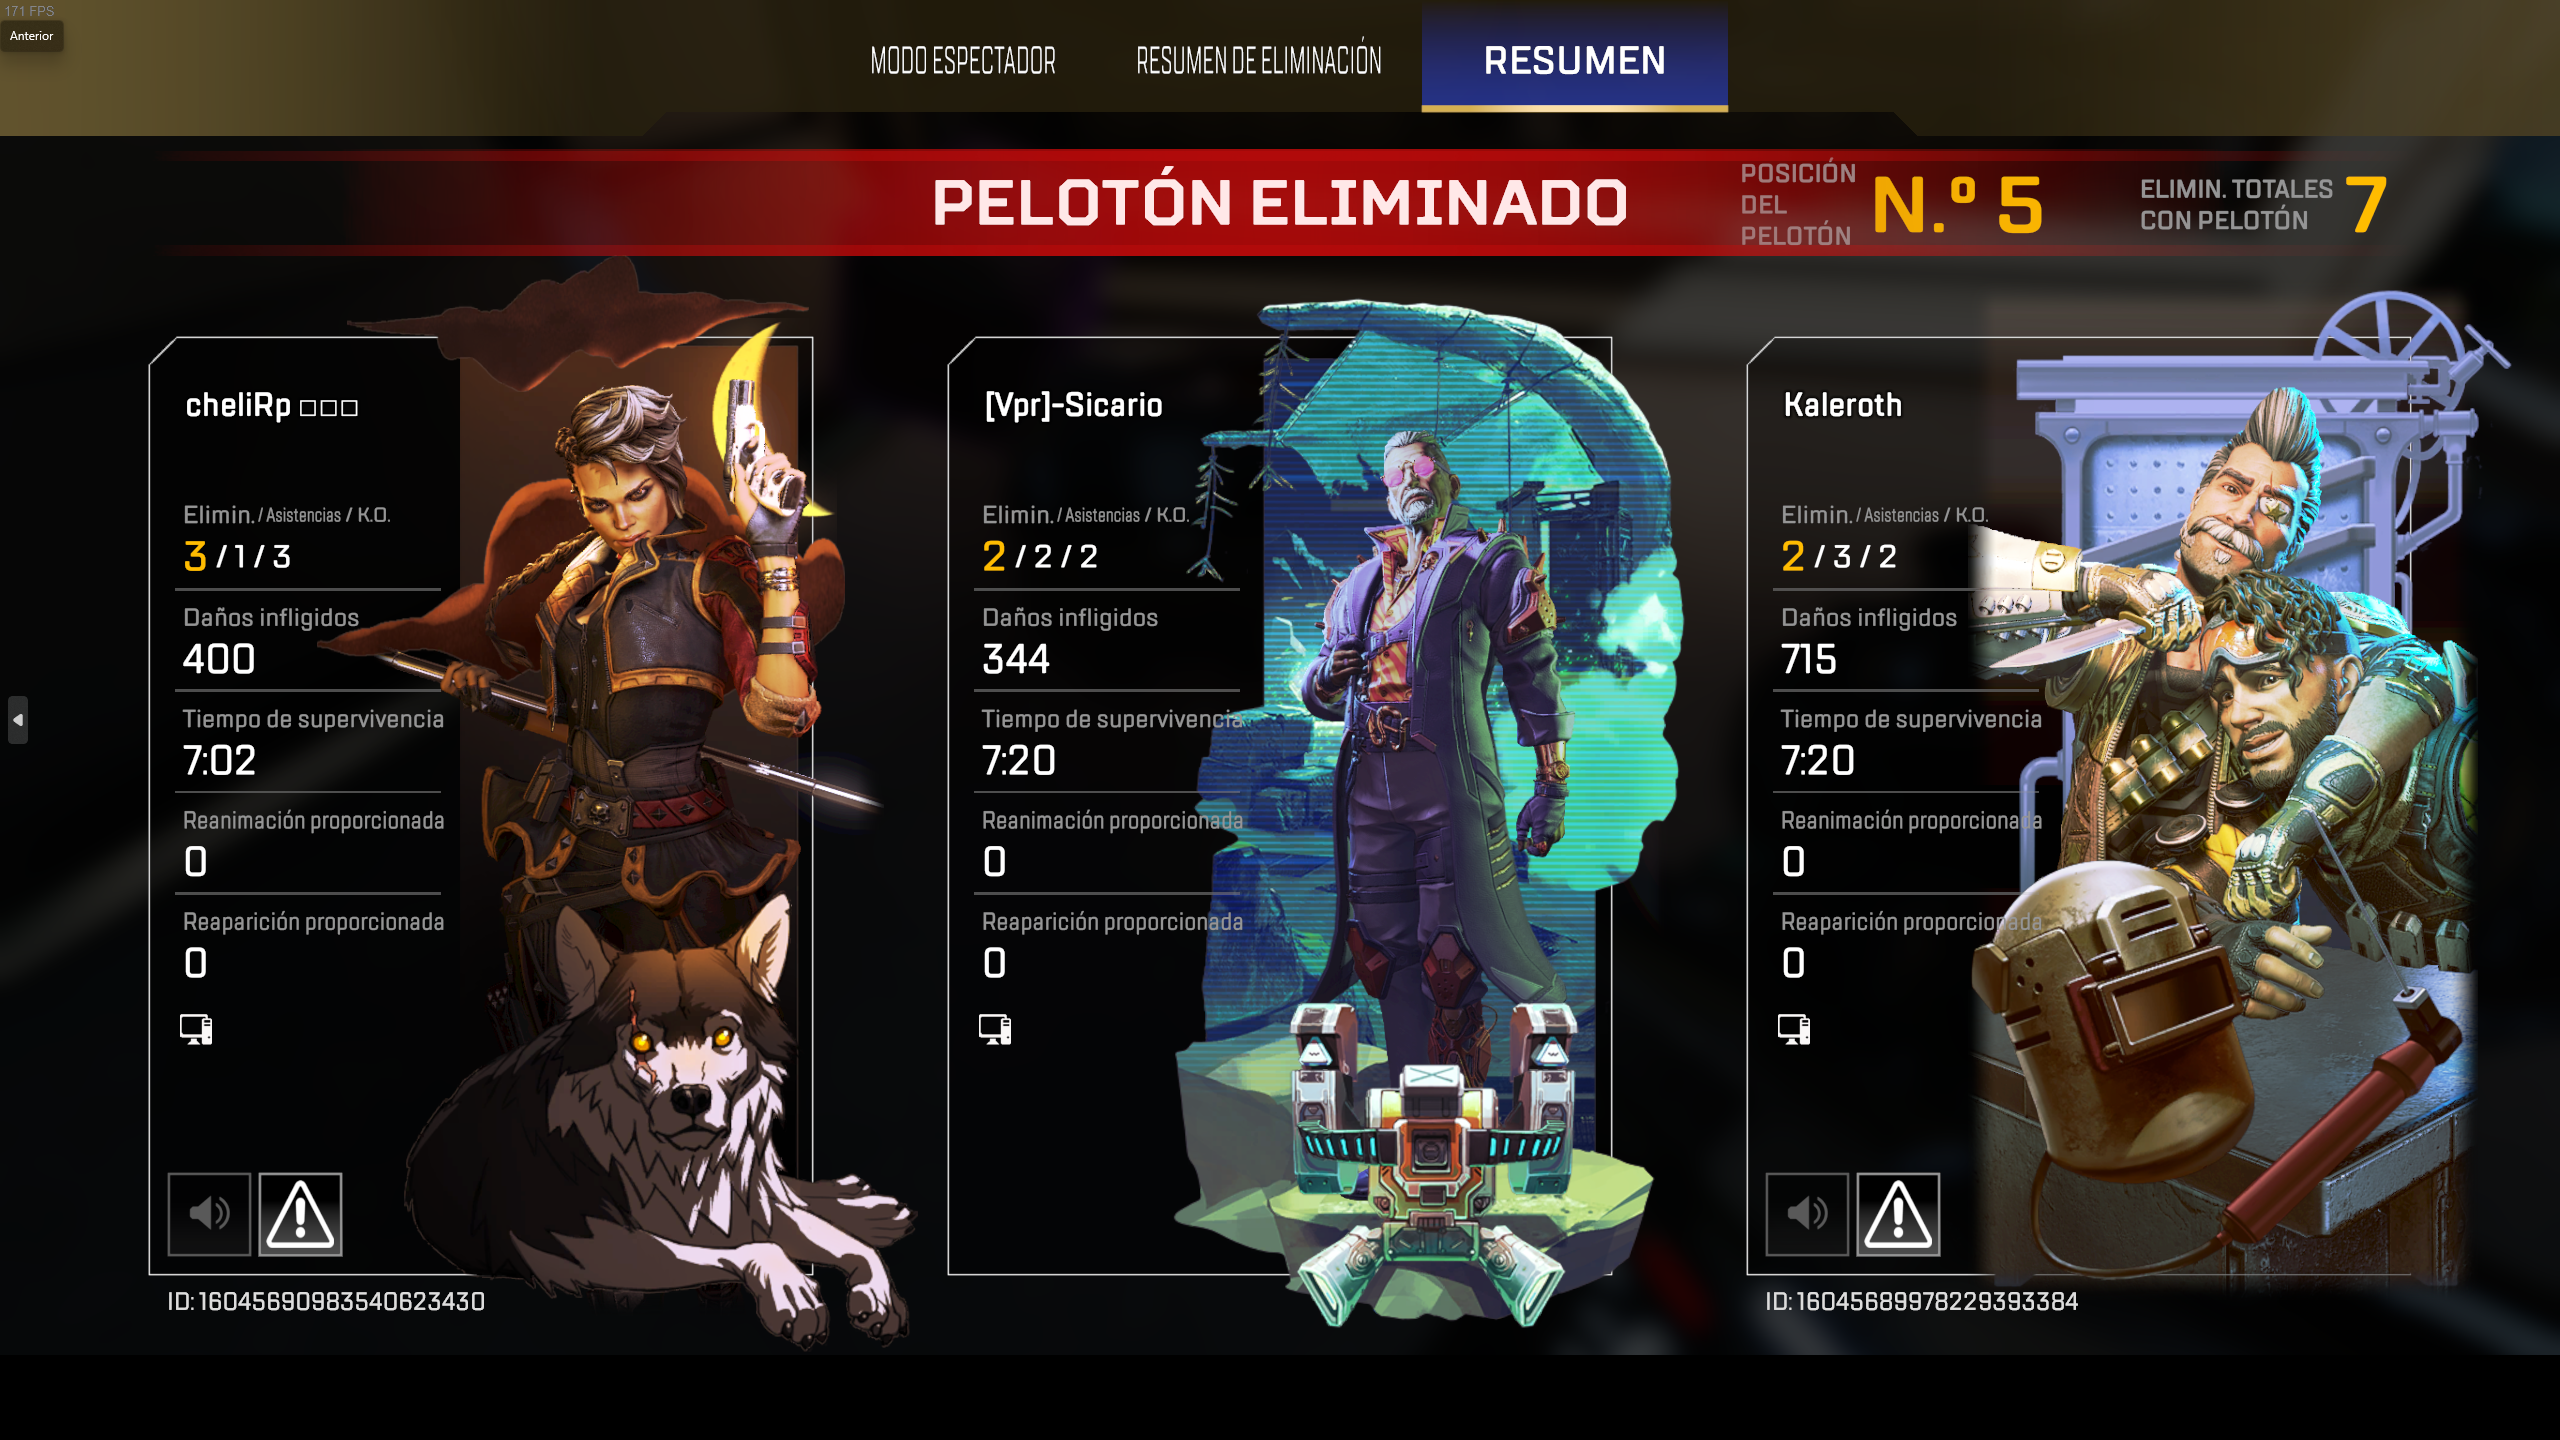 171 FPS
Anterior
MODO ESPECTADOR
RESUMEN DE ELIMINACIÓN
RESUMEN
PELOTÓN ELIMINADO
POSICIÓN
DEL
PELOTÓN
N.º 5
ELIMIN. TOTALES
CON PELOTÓN
7
cheliRp □□□
Elimin. / Asistencias / K.O.
3 / 1 / 3
Daños infligidos
400
Tiempo de supervivencia
7:02
Reanimación proporcionada
0
Reaparición proporcionada
0
ID: 16045690983540623430
[Vpr]-Sicario
Elimin. / Asistencias / K.O.
2 / 2 / 2
Daños infligidos
344
Tiempo de supervivencia
7:20
Reanimación proporcionada
0
Reaparición proporcionada
0
Kaleroth
Elimin. / Asistencias / K.O.
2 / 3 / 2
Daños infligidos
715
Tiempo de supervivencia
7:20
Reanimación proporcionada
0
Reaparición proporcionada
0
ID: 16045689978229393384